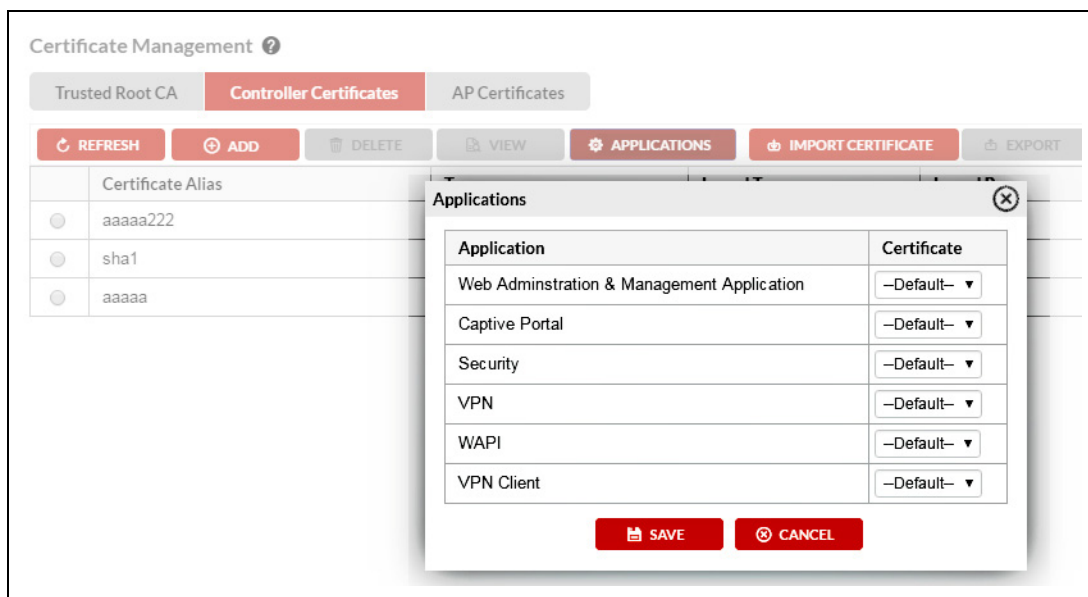 Certificate Management ?
Trusted Root CA Controller Certificates AP Certificates
REFRESH ADD DELETE VIEW APPLICATIONS IMPORT CERTIFICATE EXPORT
Certificate Alias
Applications
aaaaa222
sha1
aaaaa
Application Certificate
Web Adminstration & Management Application --Default--
Captive Portal --Default--
Security --Default--
VPN --Default--
WAPI --Default--
VPN Client --Default--
SAVE CANCEL